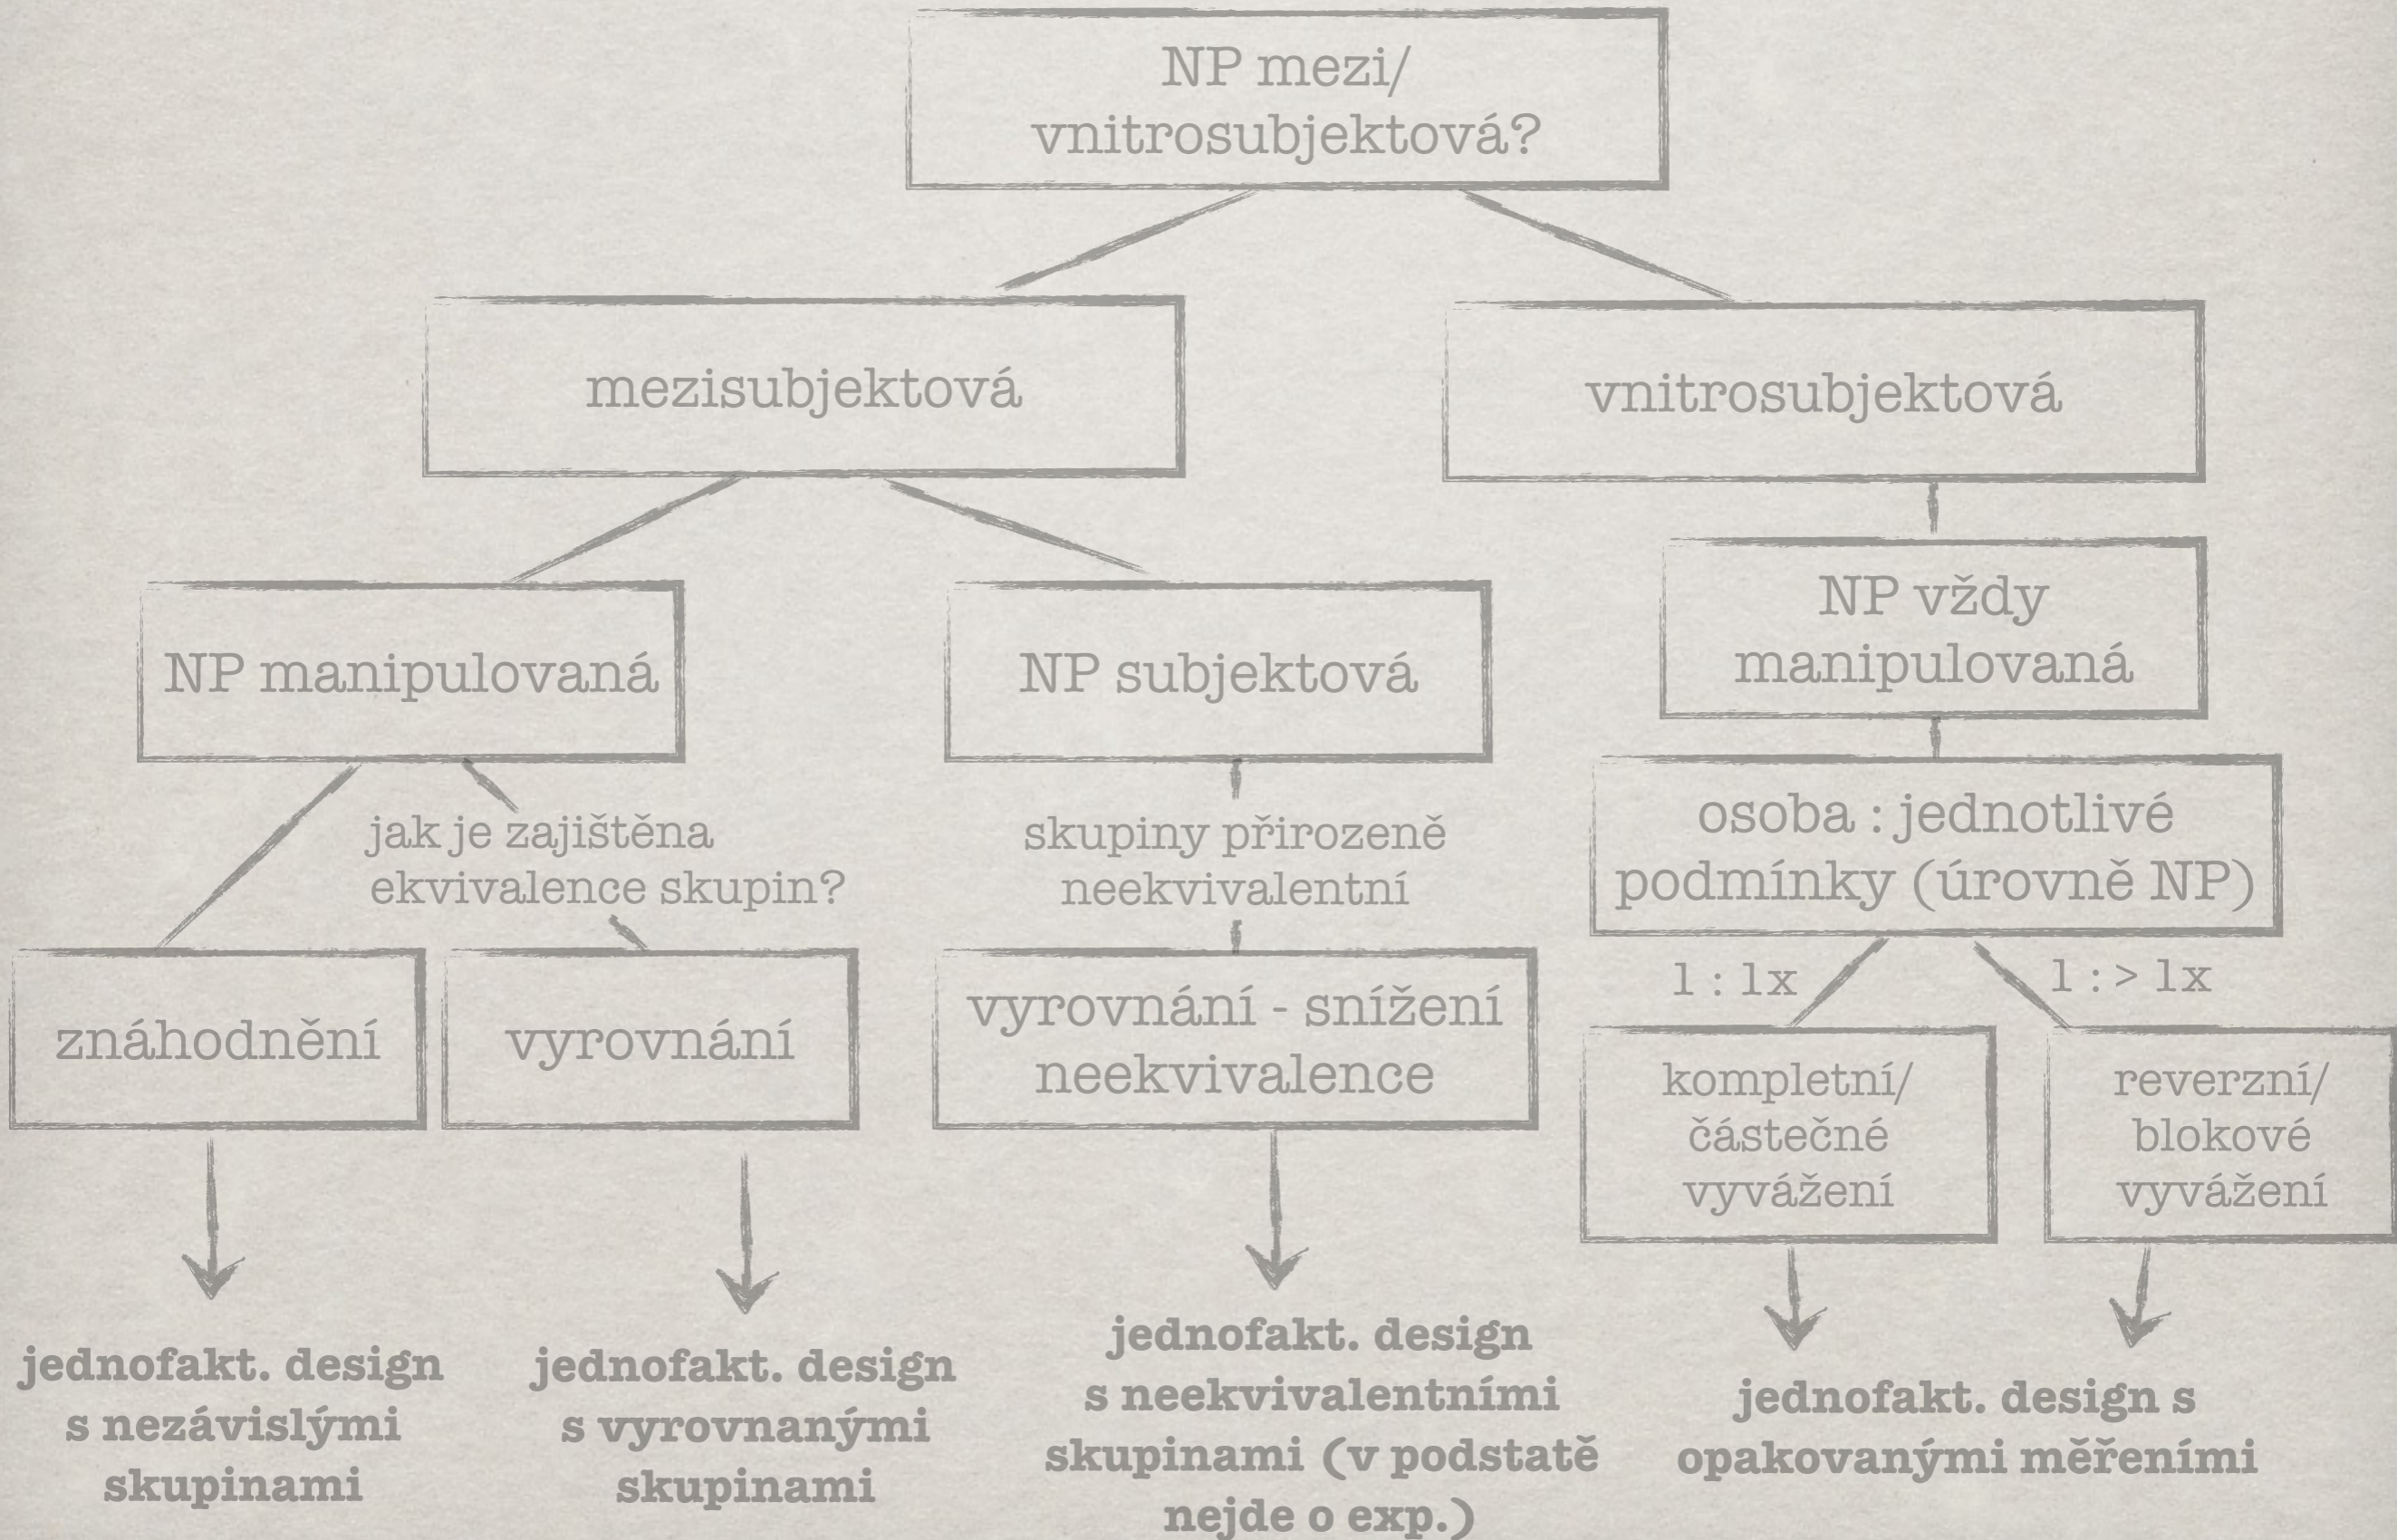 NP mezi/
vnitrosubjektová?
mezisubjektová
vnitrosubjektová
NP manipulovaná
NP subjektová
NP vždy
manipulovaná
jak je zajištěna
ekvivalence skupin?
skupiny přirozeně
neekvivalentní
osoba : jednotlivé
podmínky (úrovně NP)
1 : 1x
1 : > 1x
znáhodnění
vyrovnání
vyrovnání - snížení
neekvivalence
kompletní/
částečné
vyvážení
reverzní/
blokové
vyvážení
jednofakt. design
s nezávislými
skupinami
jednofakt. design
s vyrovnanými
skupinami
jednofakt. design
s neekvivalentními
skupinami (v podstatě
nejde o exp.)
jednofakt. design s
opakovanými měřeními